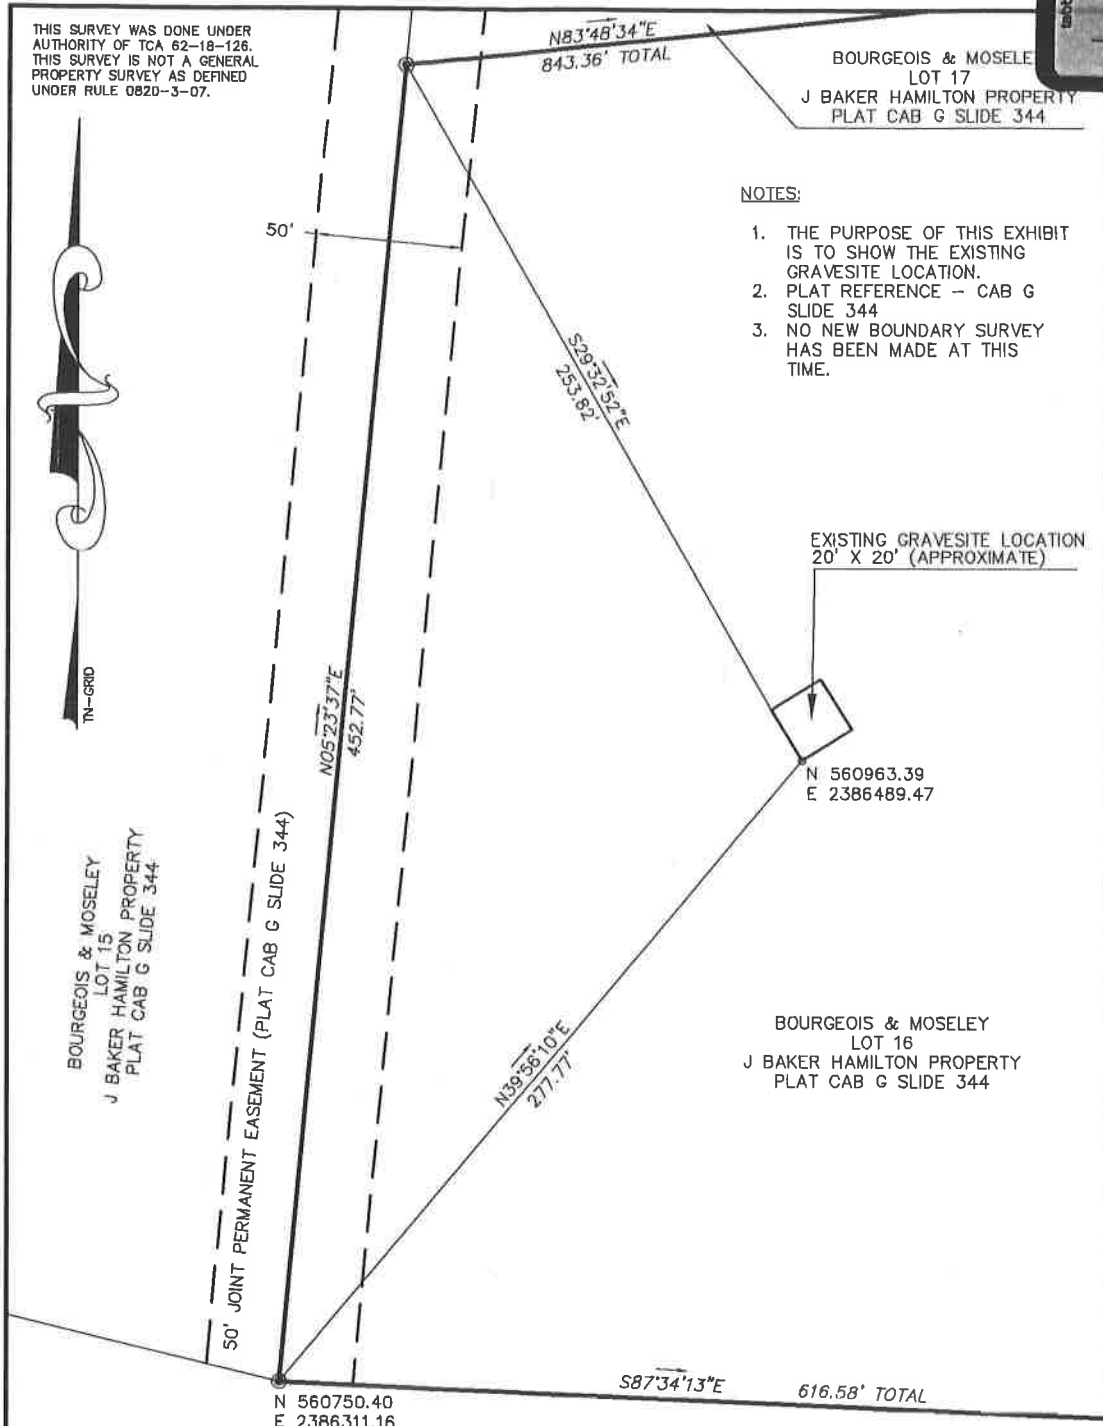 THIS SURVEY WAS DONE UNDER
AUTHORITY OF TCA 62-18-126.
THIS SURVEY IS NOT A GENERAL
PROPERTY SURVEY AS DEFINED
UNDER RULE 0820-3-07.
N83°48'34"E
843.36' TOTAL
BOURGEOIS & MOSELE
LOT 17
J BAKER HAMILTON PROPERTY
PLAT CAB G SLIDE 344
NOTES:
1. THE PURPOSE OF THIS EXHIBIT
IS TO SHOW THE EXISTING
GRAVESITE LOCATION.
2. PLAT REFERENCE - CAB G
SLIDE 344
3. NO NEW BOUNDARY SURVEY
HAS BEEN MADE AT THIS
TIME.
50'
S29°32'52"E
253.82'
EXISTING GRAVESITE LOCATION
20' X 20' (APPROXIMATE)
TN-GRID
N05°23'37"E
452.77'
N 560963.39
E 2386489.47
BOURGEOIS & MOSELEY
LOT 15
J BAKER HAMILTON PROPERTY
PLAT CAB G SLIDE 344
50' JOINT PERMANENT EASEMENT (PLAT CAB G SLIDE 344)
N39°56'10"E
277.77'
BOURGEOIS & MOSELEY
LOT 16
J BAKER HAMILTON PROPERTY
PLAT CAB G SLIDE 344
S87°34'13"E
616.58' TOTAL
N 560750.40
E 2386311.16